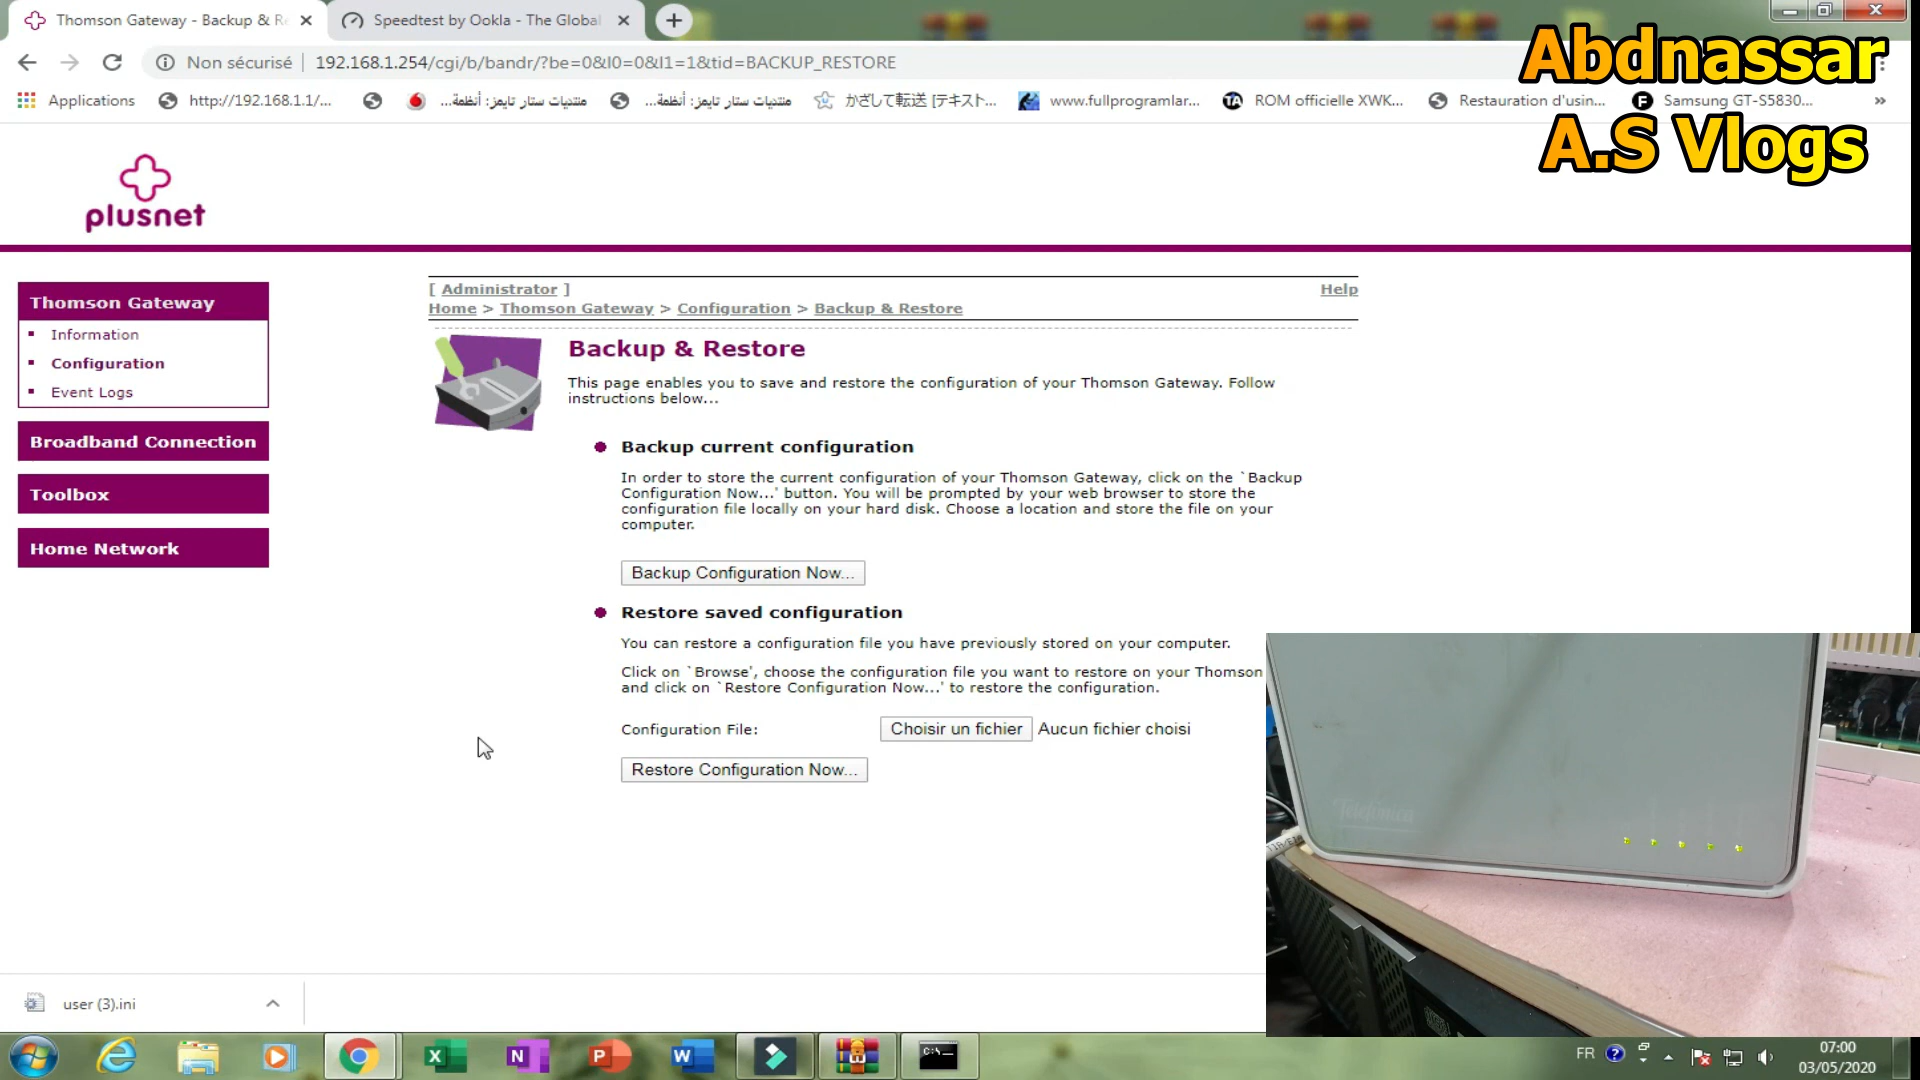 Thomson Gateway - Backup & Re
Speedtest by Ookla - The Global
Non sécurisé
192.168.1.254/cgi/b/bandr/?be=0&l0=0&l1=1&tid=BACKUP_RESTORE
Abdnassar
A.S Vlogs
Applications
http://192.168.1.1/...
منتديات ستار تايمز: أنظمة...
منتديات ستار تايمز: أنظمة...
かざして転送 [テキスト...
www.fullprogramlar...
ROM officielle XWK...
Restauration d'usin...
Samsung GT-S5830...
»
plusnet
Thomson Gateway
Information
Configuration
Event Logs
Broadband Connection
Toolbox
Home Network
[ Administrator ]
Help
Home > Thomson Gateway > Configuration > Backup & Restore
Backup & Restore
This page enables you to save and restore the configuration of your Thomson Gateway. Follow
instructions below...
Backup current configuration
In order to store the current configuration of your Thomson Gateway, click on the `Backup
Configuration Now...' button. You will be prompted by your web browser to store the
configuration file locally on your hard disk. Choose a location and store the file on your
computer.
Backup Configuration Now...
Restore saved configuration
You can restore a configuration file you have previously stored on your computer.
Click on `Browse', choose the configuration file you want to restore on your Thomson
and click on `Restore Configuration Now...' to restore the configuration.
Configuration File:
Choisir un fichier
Aucun fichier choisi
Restore Configuration Now...
Telefónica
user (3).ini
FR
07:00
03/05/2020